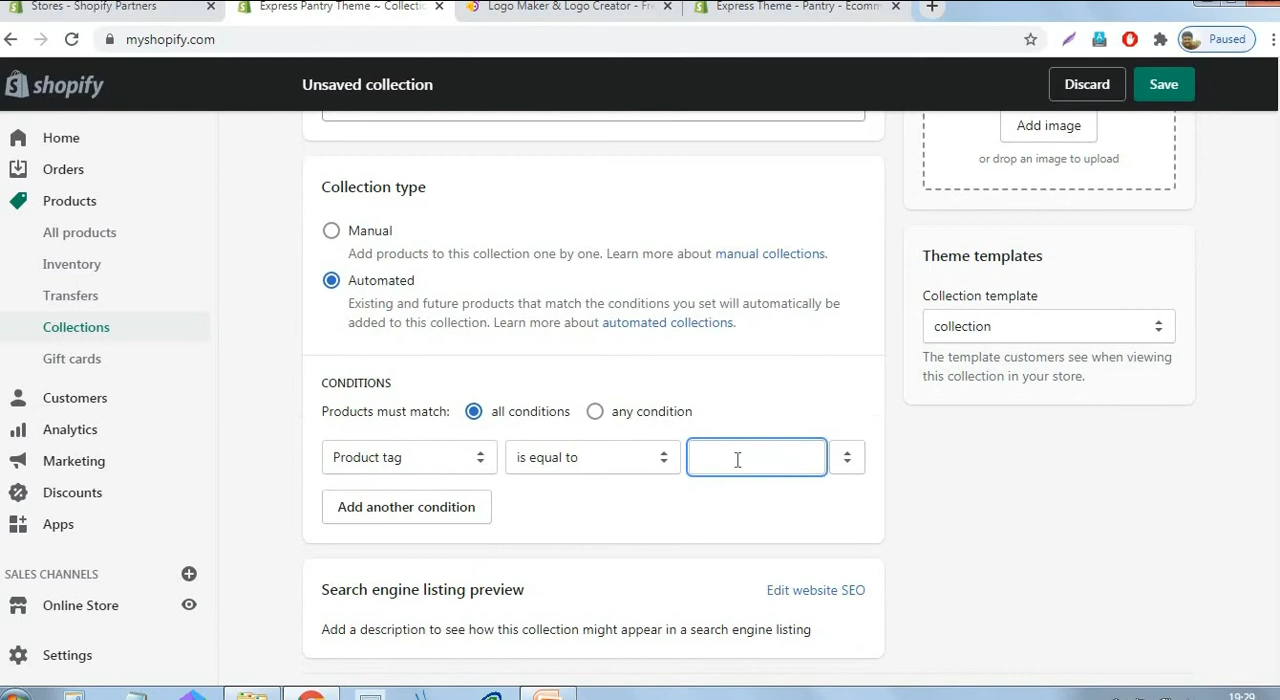 Stores - Shopify Partners
Express Pantry Theme ~ Collectic
Logo Maker & Logo Creator - Fre
Express Theme - Pantry - Ecomm
myshopify.com
Paused
shopify
Unsaved collection
Discard
Save
Home
Orders
Products
All products
Inventory
Transfers
Collections
Gift cards
Customers
Analytics
Marketing
Discounts
Apps
SALES CHANNELS
Online Store
Settings
Collection type
Manual
Add products to this collection one by one. Learn more about manual collections.
Automated
Existing and future products that match the conditions you set will automatically be
added to this collection. Learn more about automated collections.
CONDITIONS
Products must match: all conditions any condition
Product tag is equal to
Add another condition
Search engine listing preview
Edit website SEO
Add a description to see how this collection might appear in a search engine listing
Add image
or drop an image to upload
Theme templates
Collection template
collection
The template customers see when viewing
this collection in your store.
19:29